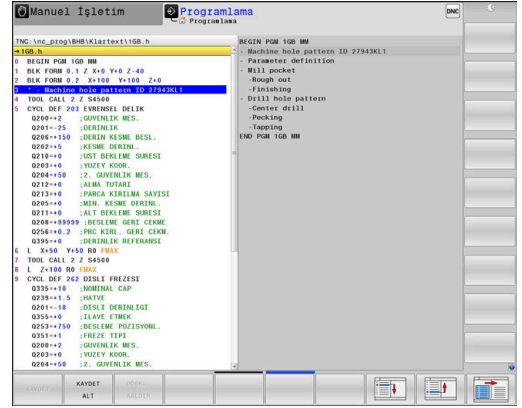 Manuel İşletim
Programlama
Programlama
DNC
TNC:\nc_prog\BHB\Klartext\1GB.h
→1GB.h
0 BEGIN PGM 1GB MM
1 BLK FORM 0.1 Z X+0 Y+0 Z-40
2 BLK FORM 0.2 X+100 Y+100 Z+0
3 * - Machine hole pattern ID 27943KL1
4 TOOL CALL 2 Z S4500
5 CYCL DEF 203 EVRENSEL DELIK
Q200=+2 ;GUVENLIK MES.
Q201=-25 ;DERINLIK
Q206=+150 ;DERIN KESME BESL.
Q202=+5 ;KESME DERINL.
Q210=+0 ;UST BEKLEME SURESI
Q203=+0 ;YUZEY KOOR.
Q204=+50 ;2. GUVENLIK MES.
Q212=+0 ;ALMA TUTARI
Q213=+0 ;PARCA KIRILMA SAYISI
Q205=+0 ;MIN. KESME DERINL.
Q211=+0 ;ALT BEKLEME SURESI
Q208=+99999 ;BESLEME GERI CEKME
Q256=+0.2 ;PRC KIRL. GERI CEKM.
Q395=+0 ;DERINLIK REFERANSI
6 L X+50 Y+50 R0 FMAX
7 TOOL CALL 2 Z S4500
8 L Z+100 R0 FMAX
9 CYCL DEF 262 DISLI FREZESI
Q335=+10 ;NOMINAL CAP
Q239=+1.5 ;HATVE
Q201=-18 ;DISLI DERINLIGI
Q355=+0 ;ILAVE ETMEK
Q253=+750 ;BESLEME POZISYONL.
Q351=+1 ;FREZE TIPI
Q200=+2 ;GUVENLIK MES.
Q203=+0 ;YUZEY KOOR.
Q204=+50 ;2. GUVENLIK MES.
BEGIN PGM 1GB MM
- Machine hole pattern ID 27943KL1
- Parameter definition
- Mill pocket
-Rough out
-Finishing
- Drill hole pattern
-Center drill
-Pecking
-Tapping
END PGM 1GB MM
KAYDET
ALT